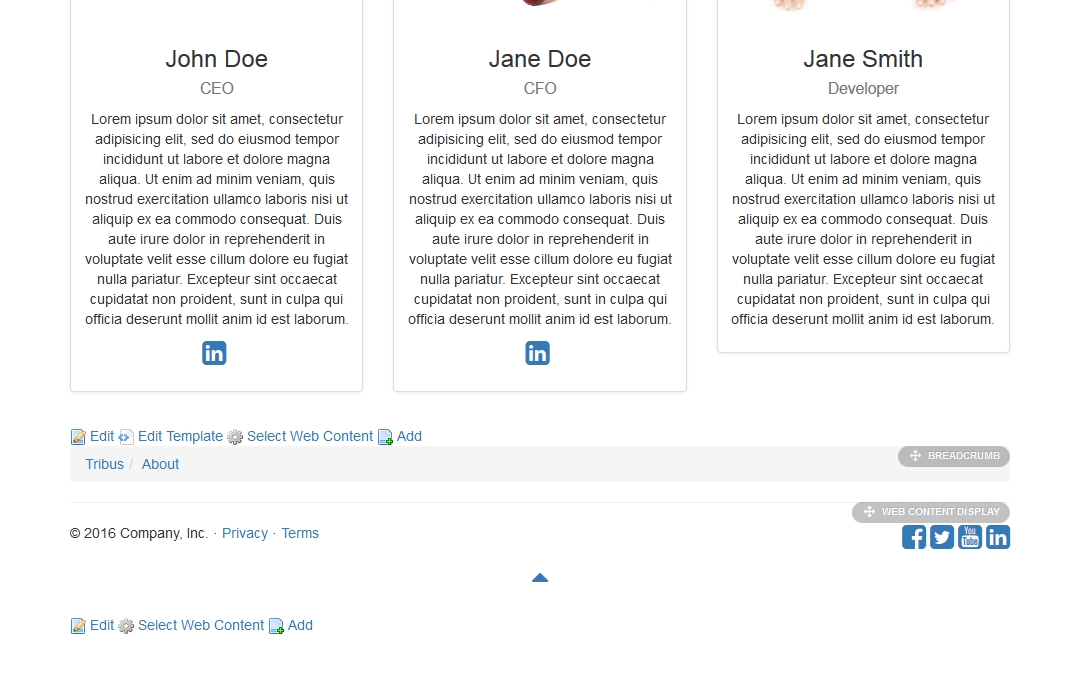 John Doe
CEO
Lorem ipsum dolor sit amet, consectetur
adipisicing elit, sed do eiusmod tempor
incididunt ut labore et dolore magna
aliqua. Ut enim ad minim veniam, quis
nostrud exercitation ullamco laboris nisi ut
aliquip ex ea commodo consequat. Duis
aute irure dolor in reprehenderit in
voluptate velit esse cillum dolore eu fugiat
nulla pariatur. Excepteur sint occaecat
cupidatat non proident, sunt in culpa qui
officia deserunt mollit anim id est laborum.
in
Jane Doe
CFO
Lorem ipsum dolor sit amet, consectetur
adipisicing elit, sed do eiusmod tempor
incididunt ut labore et dolore magna
aliqua. Ut enim ad minim veniam, quis
nostrud exercitation ullamco laboris nisi ut
aliquip ex ea commodo consequat. Duis
aute irure dolor in reprehenderit in
voluptate velit esse cillum dolore eu fugiat
nulla pariatur. Excepteur sint occaecat
cupidatat non proident, sunt in culpa qui
officia deserunt mollit anim id est laborum.
in
Jane Smith
Developer
Lorem ipsum dolor sit amet, consectetur
adipisicing elit, sed do eiusmod tempor
incididunt ut labore et dolore magna
aliqua. Ut enim ad minim veniam, quis
nostrud exercitation ullamco laboris nisi ut
aliquip ex ea commodo consequat. Duis
aute irure dolor in reprehenderit in
voluptate velit esse cillum dolore eu fugiat
nulla pariatur. Excepteur sint occaecat
cupidatat non proident, sunt in culpa qui
officia deserunt mollit anim id est laborum.
Edit Edit Template Select Web Content Add
BREADCRUMB
Tribus / About
WEB CONTENT DISPLAY
© 2016 Company, Inc. · Privacy · Terms
f You Tube in
Edit Select Web Content Add